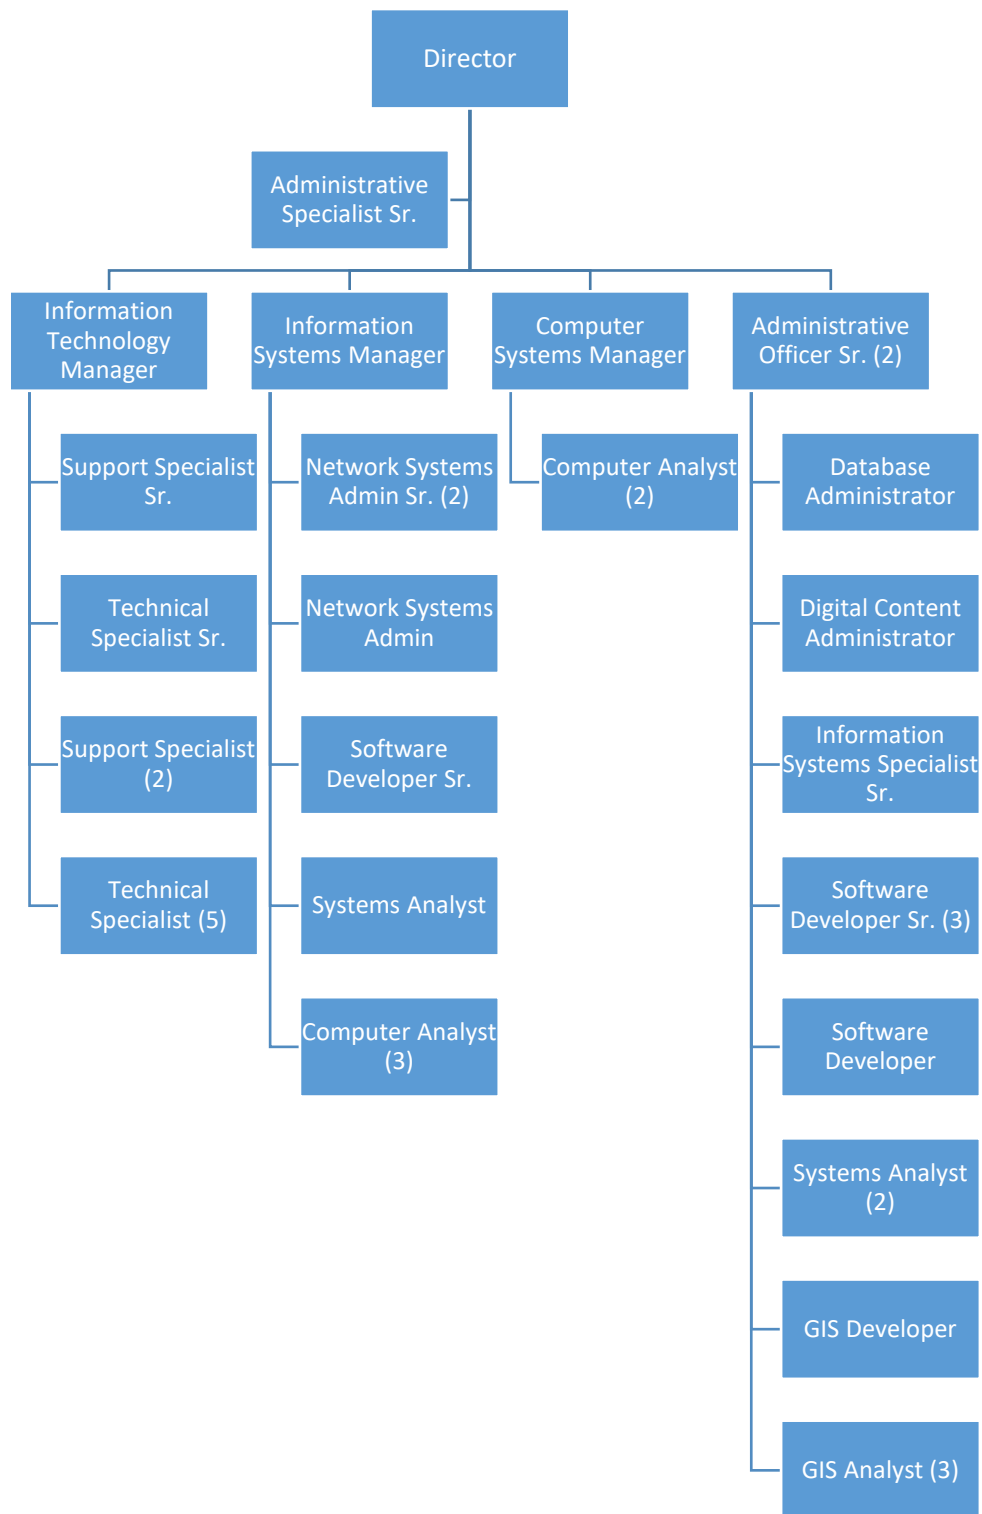 Director
Administrative
Specialist Sr.
Information
Technology
Manager
Support Specialist
Sr.
Technical
Specialist Sr.
Support Specialist
(2)
Technical
Specialist (5)
Information
Systems Manager
Network Systems
Admin Sr. (2)
Network Systems
Admin
Software
Developer Sr.
Systems Analyst
Computer Analyst
(3)
Computer
Systems Manager
Computer Analyst
(2)
Administrative
Officer Sr. (2)
Database
Administrator
Digital Content
Administrator
Information
Systems Specialist
Sr.
Software
Developer Sr. (3)
Software
Developer
Systems Analyst
(2)
GIS Developer
GIS Analyst (3)